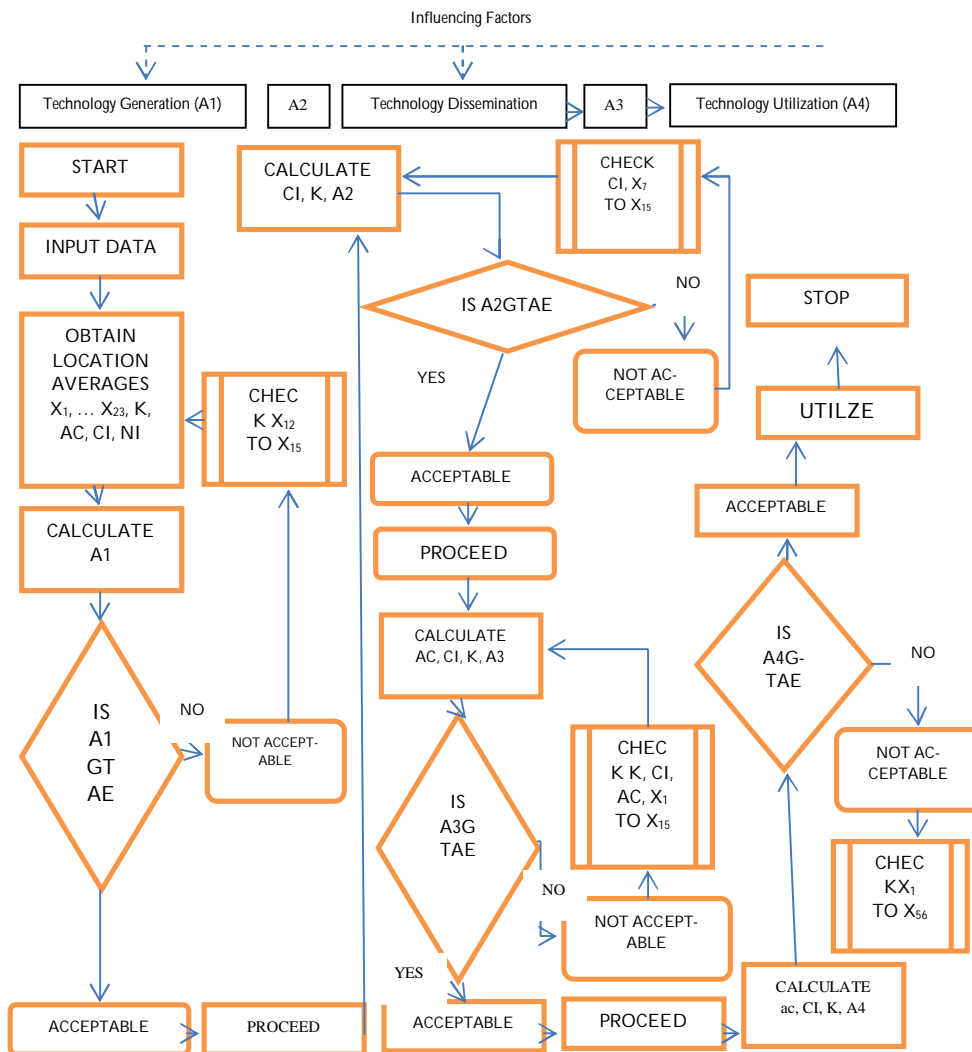 Influencing Factors
Technology Generation (A1)
A2
Technology Dissemination
A3
Technology Utilization (A4)
START
INPUT DATA
OBTAIN
LOCATION
AVERAGES
X₁, ... X₂₃, K,
AC, CI, NI
CHEC
K X₁₂
TO X₁₅
CALCULATE
A1
IS
A1
GT
AE
NO
NOT ACCEPT-
ABLE
ACCEPTABLE
PROCEED
CALCULATE
CI, K, A2
CHECK
CI, X₇
TO X₁₅
IS A2GTAE
NO
NOT AC-
CEPTABLE
YES
ACCEPTABLE
PROCEED
CALCULATE
AC, CI, K, A3
IS
A3G
TAE
NO
NOT ACCEPT-
ABLE
CHEC
K K, CI,
AC, X₁
TO X₁₅
YES
ACCEPTABLE
PROCEED
CALCULATE
ac, CI, K, A4
IS
A4G-
TAE
NO
NOT AC-
CEPTABLE
CHEC
KX₁
TO X₅₆
ACCEPTABLE
UTILZE
STOP